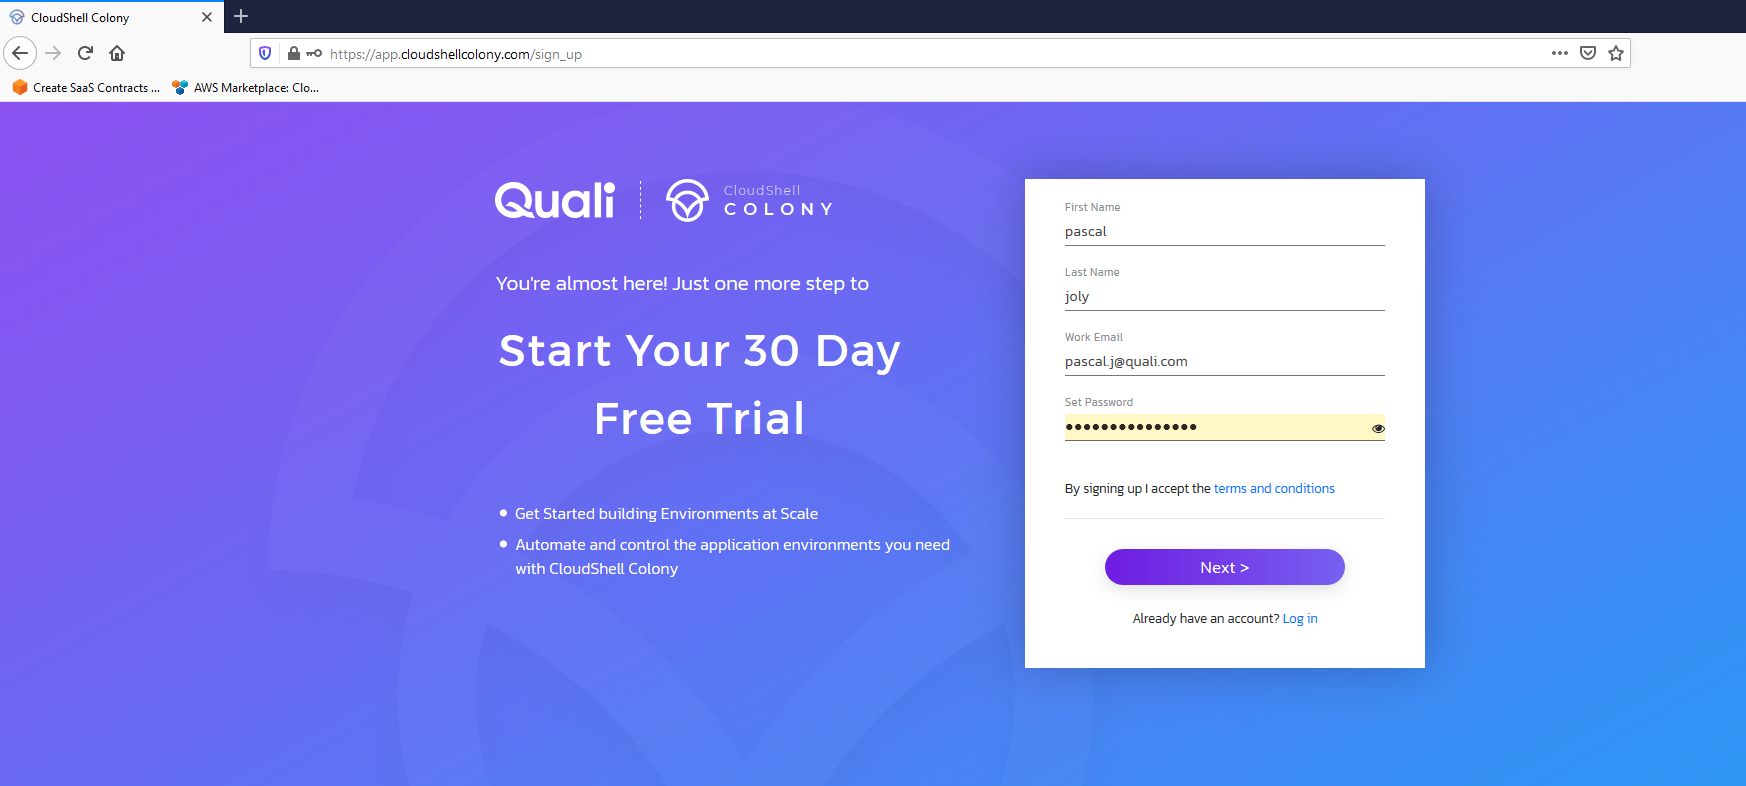 CloudShell Colony
https://app.cloudshellcolony.com/sign_up
Create SaaS Contracts ...
AWS Marketplace: Clo...
Quali
CloudShell
COLONY
You're almost here! Just one more step to
Start Your 30 Day
Free Trial
Get Started building Environments at Scale
Automate and control the application environments you need
with CloudShell Colony
First Name
pascal
Last Name
joly
Work Email
pascal.j@quali.com
Set Password
•••••••••••••••
By signing up I accept the terms and conditions
Next >
Already have an account? Log in